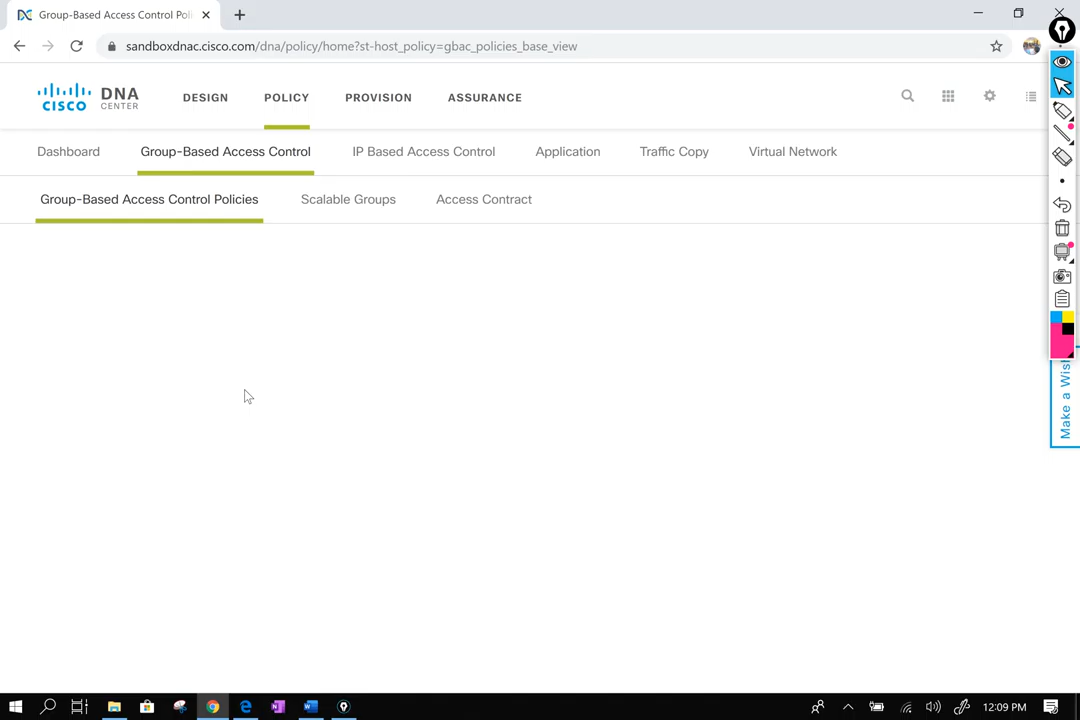 Group-Based Access Control Poli
sandboxdnac.cisco.com/dna/policy/home?st-host_policy=gbac_policies_base_view
CISCO DNA CENTER
DESIGN POLICY PROVISION ASSURANCE
Dashboard Group-Based Access Control IP Based Access Control Application Traffic Copy Virtual Network
Group-Based Access Control Policies Scalable Groups Access Contract
Make a Wish
12:09 PM